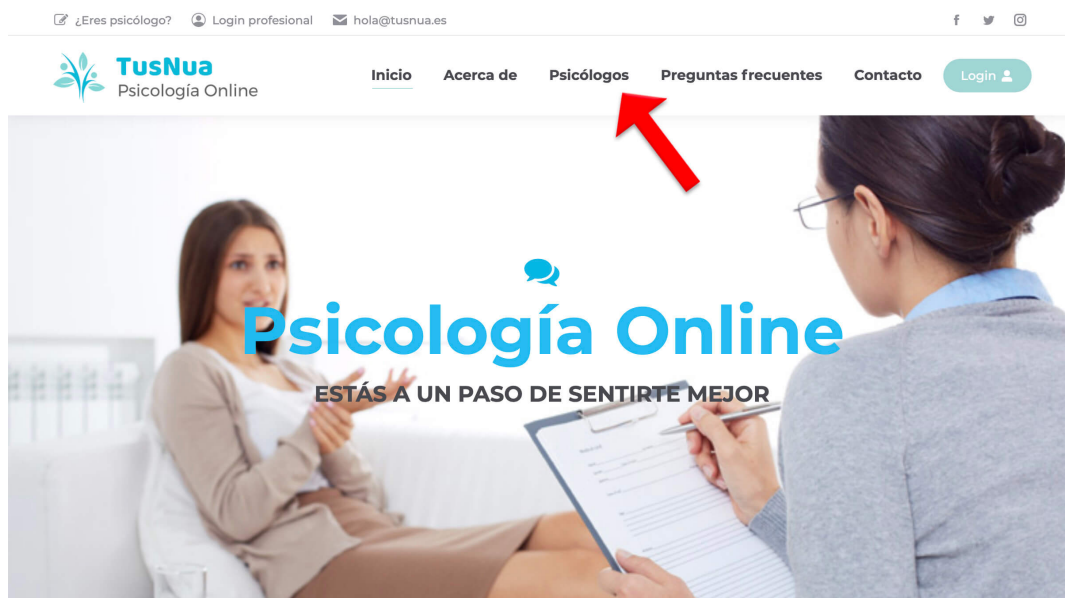 ¿Eres psicólogo? Login profesional hola@tusnua.es
TusNua
Psicología Online
Inicio Acerca de Psicólogos Preguntas frecuentes Contacto Login
Psicología Online
ESTÁS A UN PASO DE SENTIRTE MEJOR